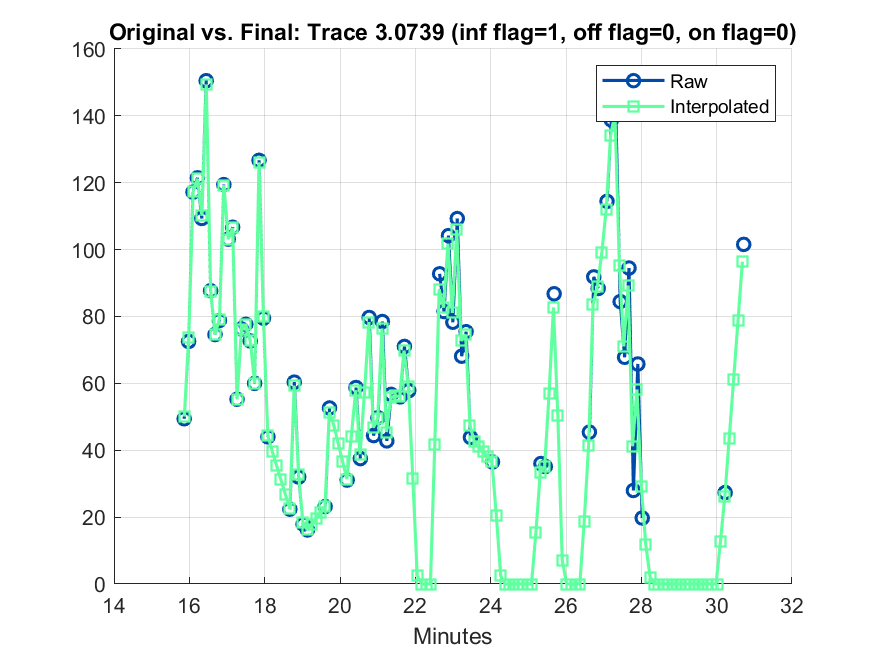 Original vs. Final: Trace 3.0739 (inf flag=1, off flag=0, on flag=0)
160
140
120
100
80
60
40
20
0
Raw
Interpolated
14 16 18 20 22 24 26 28 30 32
Minutes